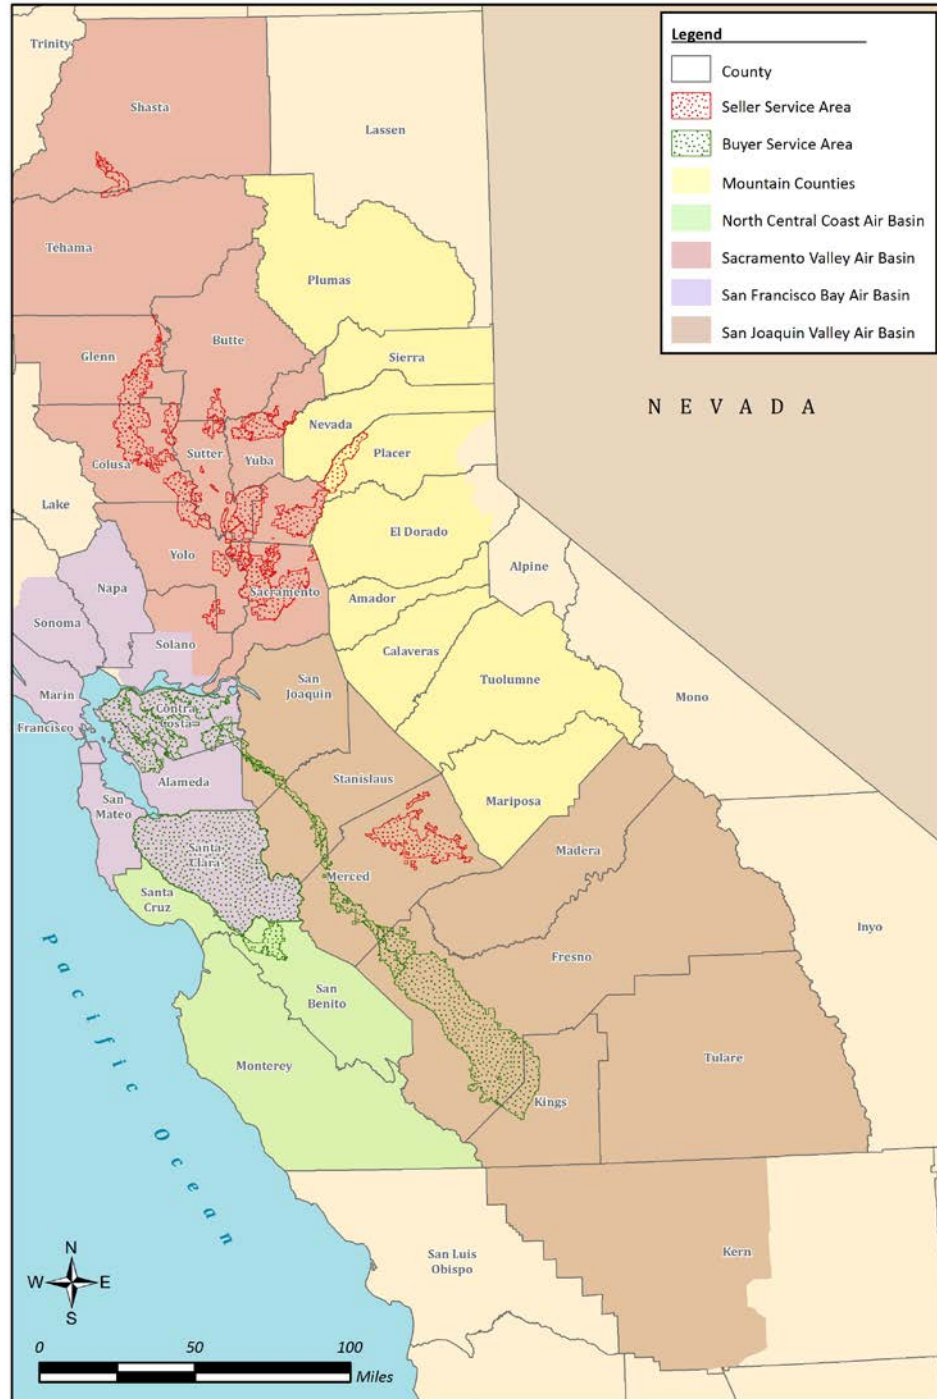 Legend
County
Seller Service Area
Buyer Service Area
Mountain Counties
North Central Coast Air Basin
Sacramento Valley Air Basin
San Francisco Bay Air Basin
San Joaquin Valley Air Basin
Trinity
Shasta
Lassen
Tehama
Plumas
Butte
Glenn
Sierra
NEVADA
Nevada
Placer
Colusa
Sutter
Yuba
Lake
El Dorado
Yolo
Alpine
Napa
Sacramento
Amador
Sonoma
Solano
Calaveras
San
Joaquin
Tuolumne
Marin
Mono
Contra
Costa
Francisco
Alameda
Stanislaus
San
Mateo
Mariposa
Santa
Clara
Madera
Merced
Santa
Cruz
Inyo
Fresno
San
Benito
Pacific Ocean
Monterey
Tulare
Kings
San Luis
Obispo
Kern
N
W E
S
0 50 100
Miles